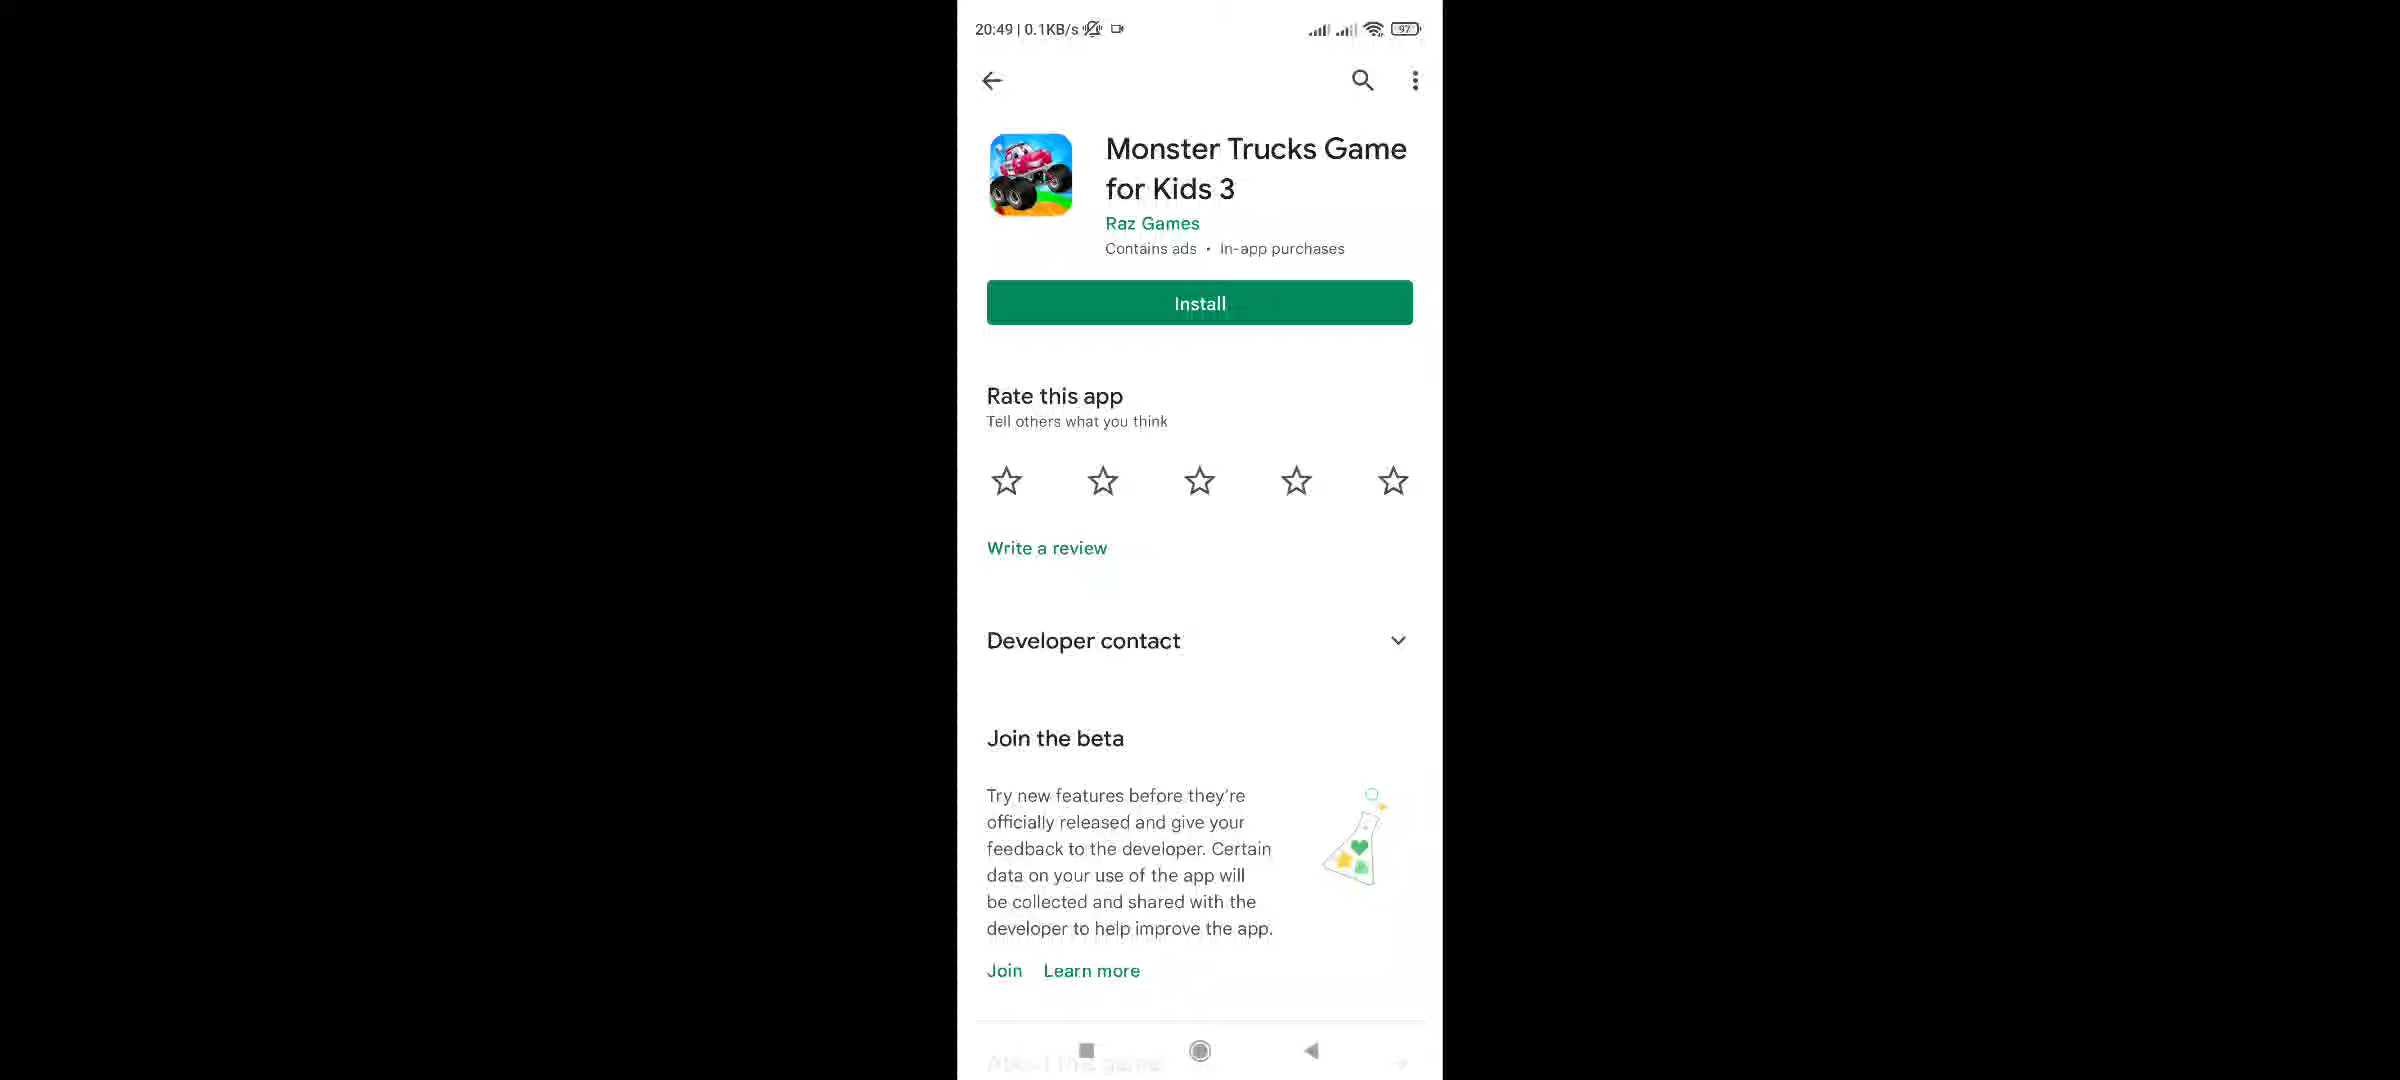 20:49 | 0.1KB/s
97
Monster Trucks Game
for Kids 3
Raz Games
Contains ads • In-app purchases
Install
Rate this app
Tell others what you think
Write a review
Developer contact
Join the beta
Try new features before they're
officially released and give your
feedback to the developer. Certain
data on your use of the app will
be collected and shared with the
developer to help improve the app.
Join Learn more
About this game